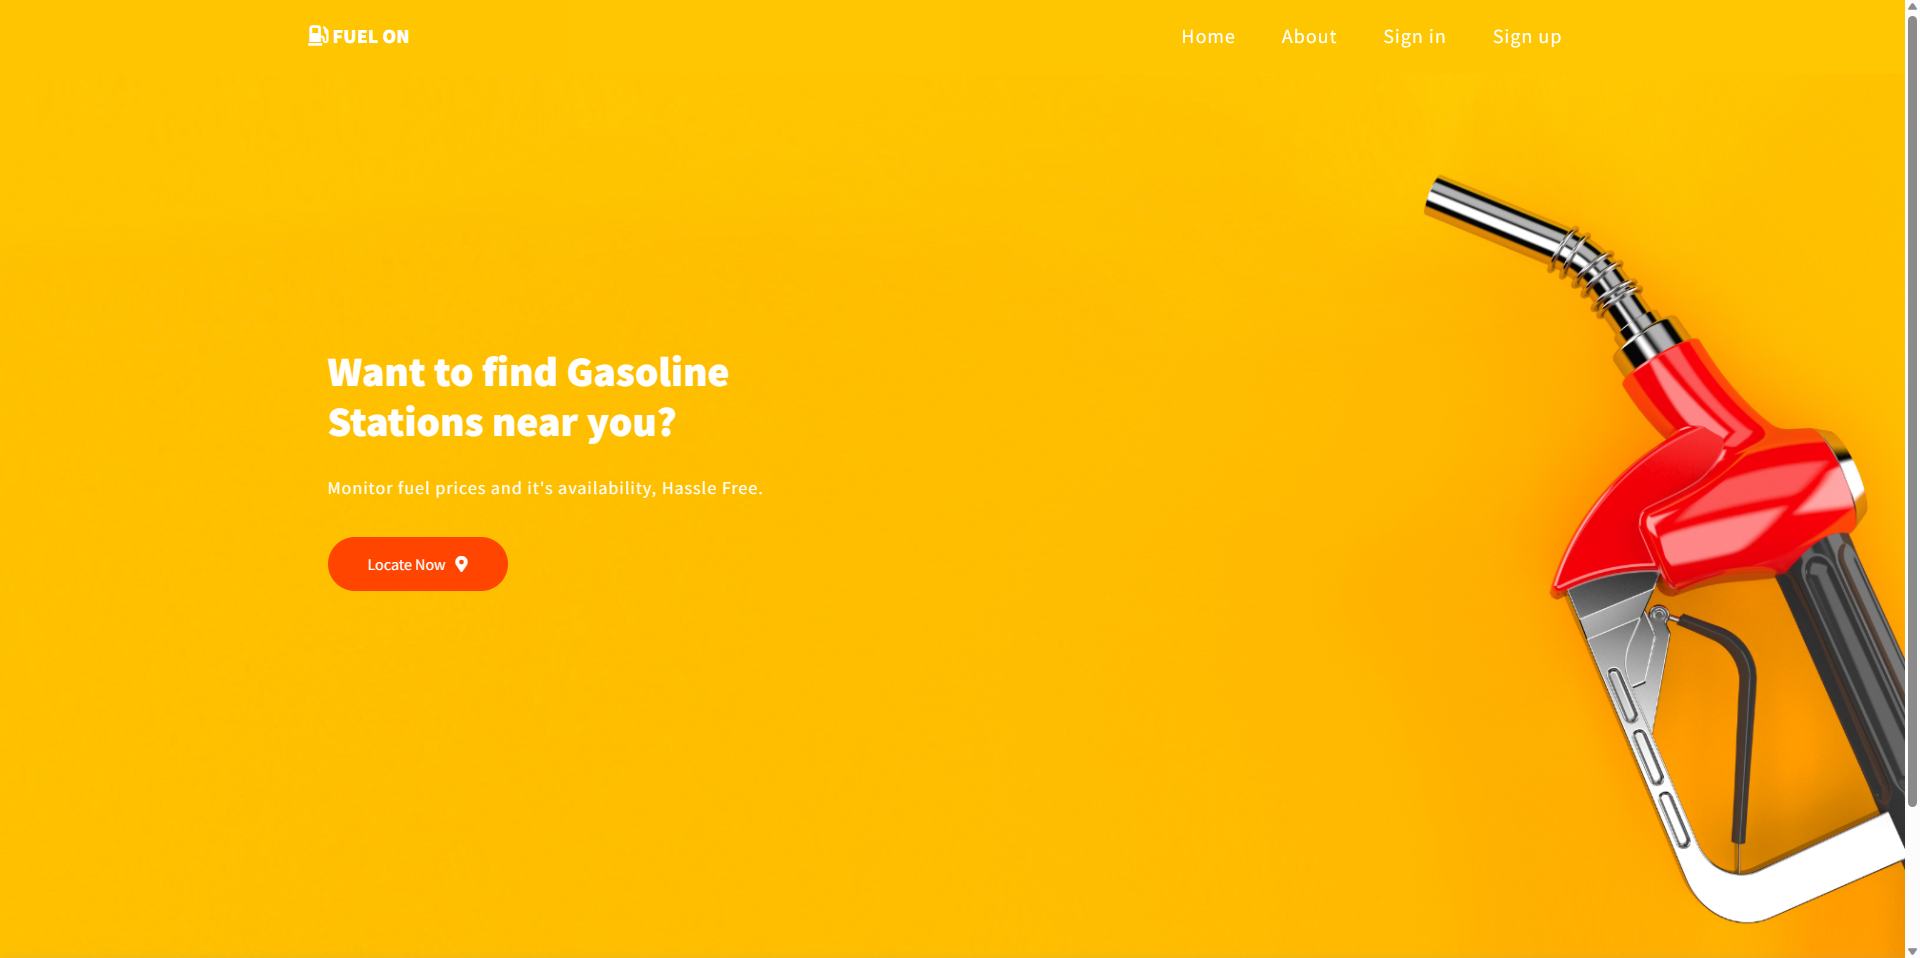 FUEL ON
Home
About
Sign in
Sign up
Want to find Gasoline
Stations near you?
Monitor fuel prices and it's availability, Hassle Free.
Locate Now